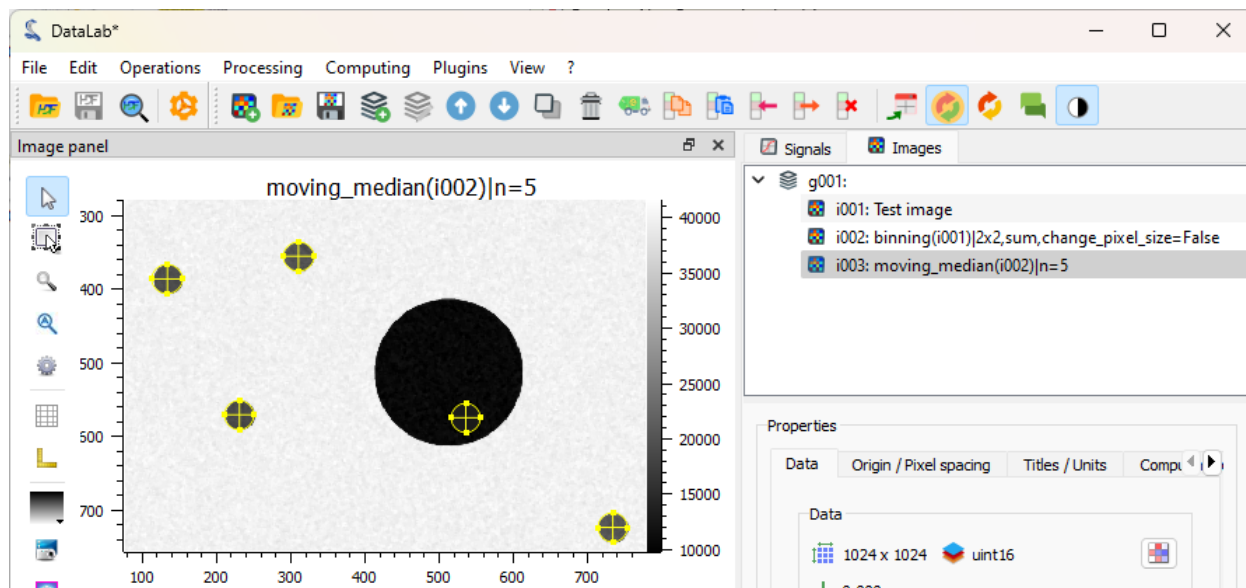 DataLab*
File Edit Operations Processing Computing Plugins View ?
Image panel
moving_median(i002)|n=5
300
400
500
600
700
100 200 300 400 500 600 700
40000
35000
30000
25000
20000
15000
10000
Signals Images
g001:
i001: Test image
i002: binning(i001)|2x2,sum,change_pixel_size=False
i003: moving_median(i002)|n=5
Properties
Data Origin / Pixel spacing Titles / Units
Data
1024 x 1024 uint16